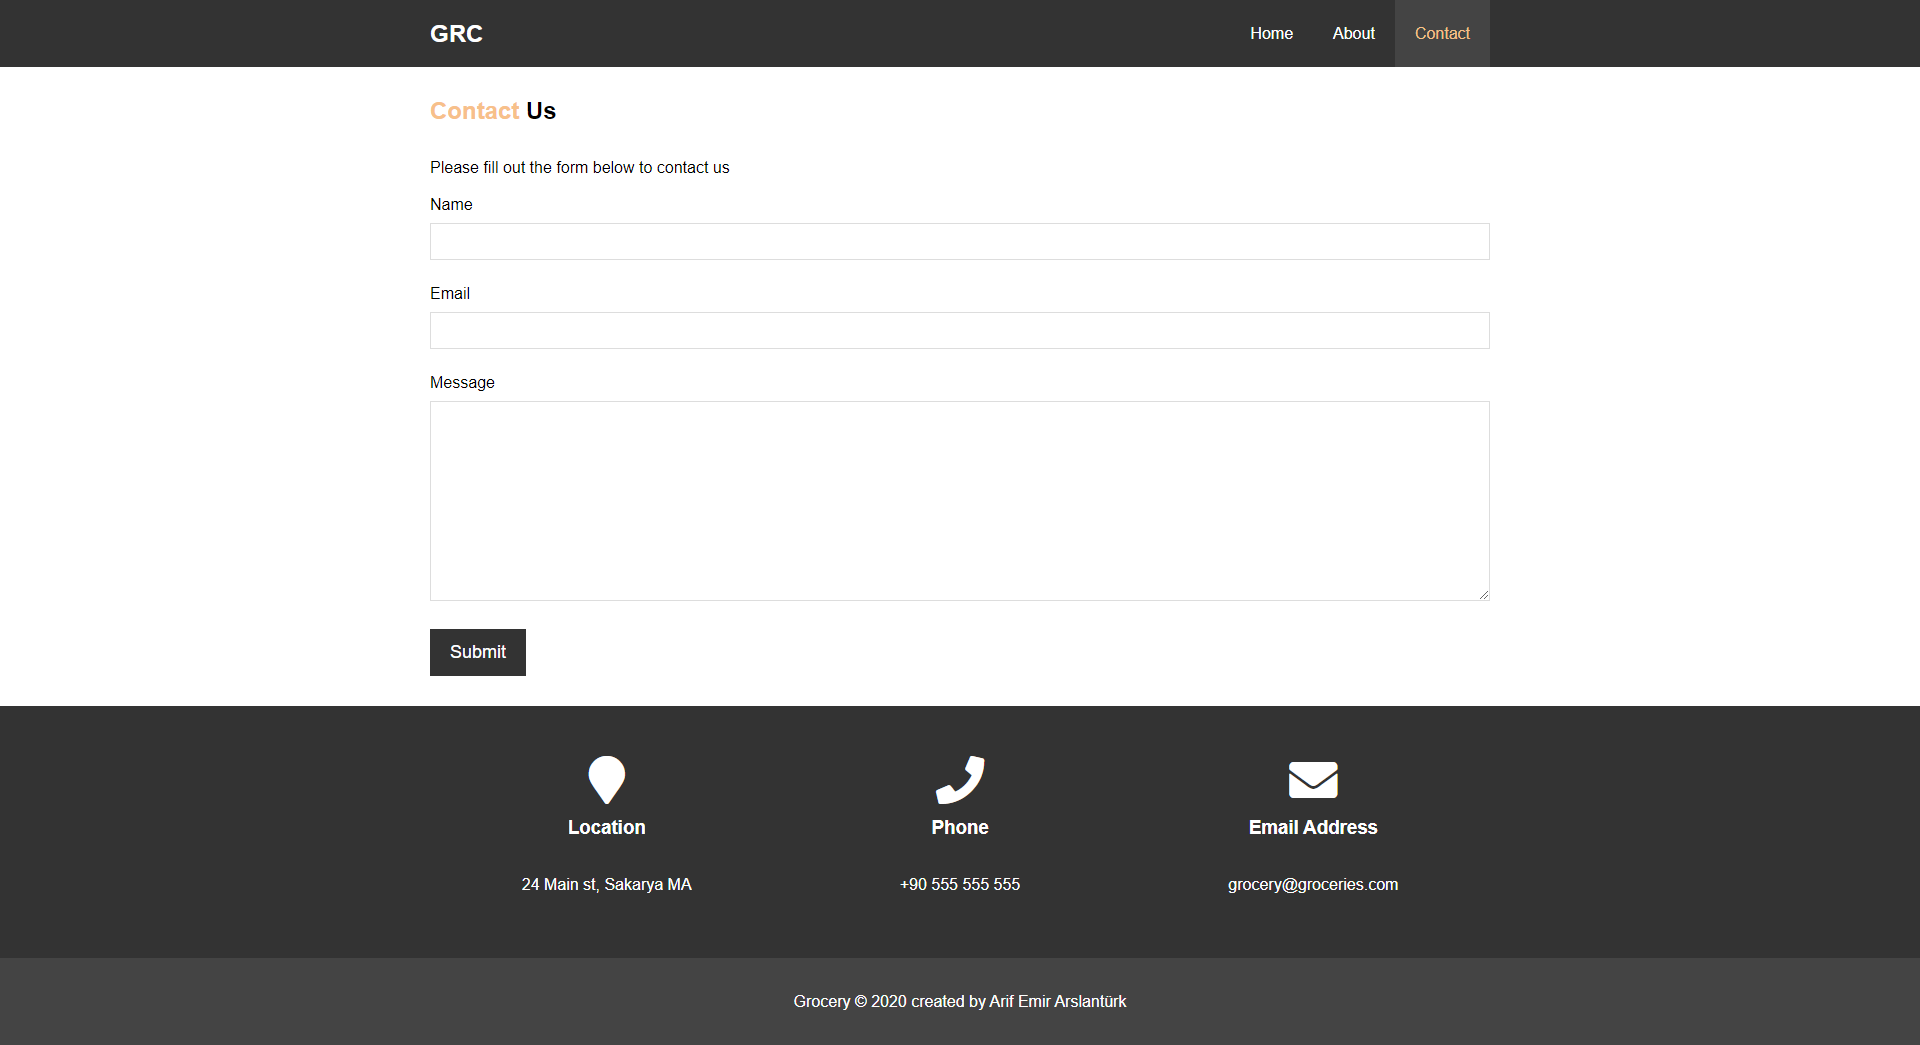 GRC
Home About Contact
Contact Us
Please fill out the form below to contact us
Name
Email
Message
Submit
Location
24 Main st, Sakarya MA
Phone
+90 555 555 555
Email Address
grocery@groceries.com
Grocery © 2020 created by Arif Emir Arslantürk